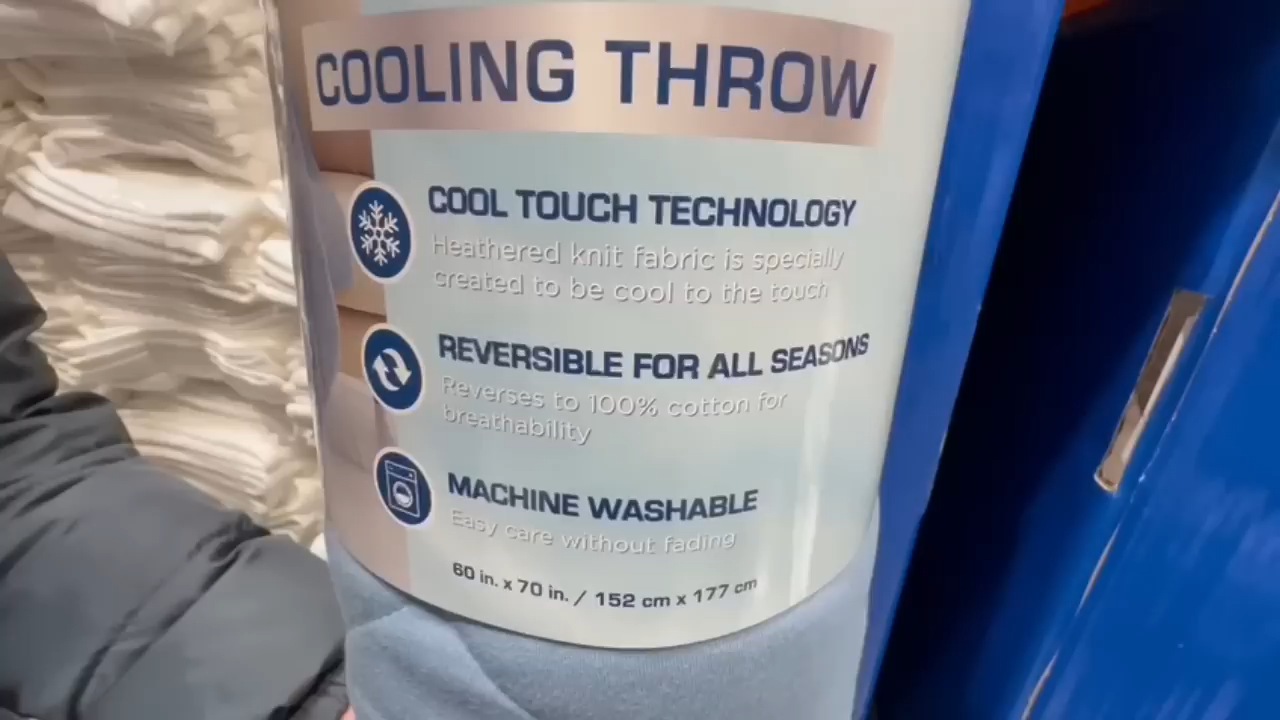 COOLING THROW
COOL TOUCH TECHNOLOGY
Heathered knit fabric is specially
created to be cool to the touch
REVERSIBLE FOR ALL SEASONS
Reverses to 100% cotton for
breathability
MACHINE WASHABLE
Easy care without fading
60 in. x 70 in. / 152 cm x 177 cm